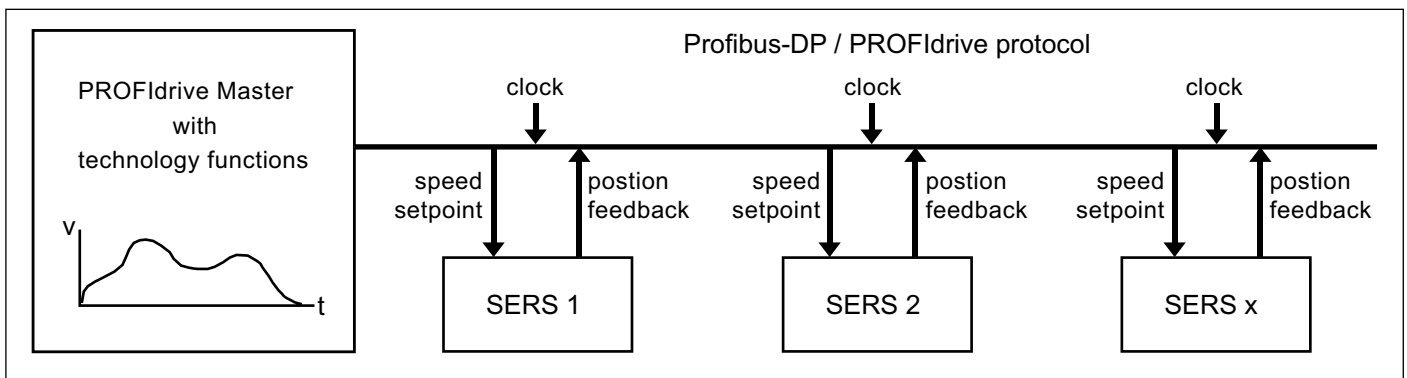 Profibus-DP / PROFIdrive protocol
PROFIdrive Master
with
technology functions
v
t
clock
clock
clock
speed
setpoint
postion
feedback
speed
setpoint
postion
feedback
speed
setpoint
postion
feedback
SERS 1
SERS 2
SERS x